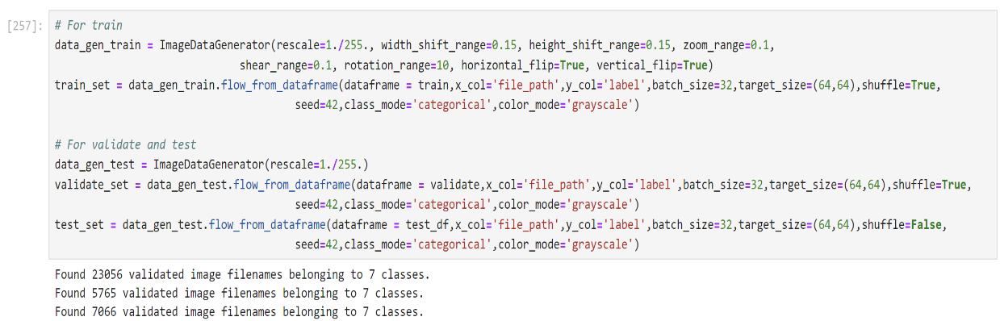 [257]: # For train
data_gen_train = ImageDataGenerator(rescale=1./255., width_shift_range=0.15, height_shift_range=0.15, zoom_range=0.1,
shear_range=0.1, rotation_range=10, horizontal_flip=True, vertical_flip=True)
train_set = data_gen_train.flow_from_dataframe(dataframe = train,x_col='file_path',y_col='label',batch_size=32,target_size=(64,64),shuffle=True,
seed=42,class_mode='categorical',color_mode='grayscale')
# For validate and test
data_gen_test = ImageDataGenerator(rescale=1./255.)
validate_set = data_gen_test.flow_from_dataframe(dataframe = validate,x_col='file_path',y_col='label',batch_size=32,target_size=(64,64),shuffle=True,
seed=42,class_mode='categorical',color_mode='grayscale')
test_set = data_gen_test.flow_from_dataframe(dataframe = test_df,x_col='file_path',y_col='label',batch_size=32,target_size=(64,64),shuffle=False,
seed=42,class_mode='categorical',color_mode='grayscale')
Found 23056 validated image filenames belonging to 7 classes.
Found 5765 validated image filenames belonging to 7 classes.
Found 7066 validated image filenames belonging to 7 classes.